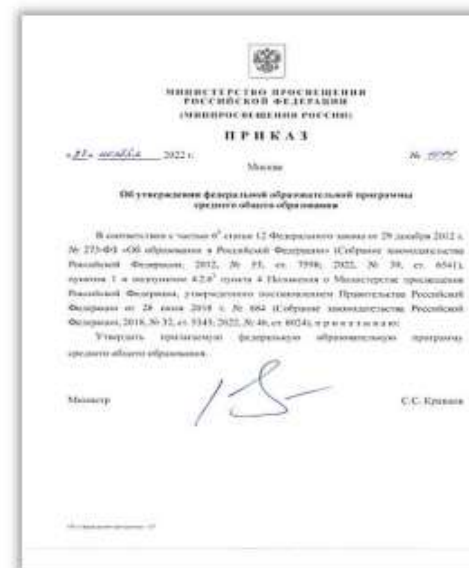 МИНИСТЕРСТВО ПРОСВЕЩЕНИЯ
РОССИЙСКОЙ ФЕДЕРАЦИИ
(МИНПРОСВЕЩЕНИЯ РОССИИ)
ПРИКАЗ
ноября 2022 г. №
Москва
Об утверждении федеральной образовательной программы
среднего общего образования
В соответствии с частью 6⁵ статьи 12 Федерального закона от 29 декабря 2012 г.
№ 273-ФЗ «Об образовании в Российской Федерации» (Собрание законодательства
Российской Федерации, 2012, № 53, ст. 7598; 2022, № 39, ст. 6541),
пунктом 1 и подпунктом пункта 4 Положения о Министерстве просвещения
Российской Федерации, утвержденного постановлением Правительства Российской
Федерации от 28 июля 2018 г. № 884 (Собрание законодательства Российской
Федерации, 2018, № 32, ст. 5343; 2022, № 46, ст. 8024), приказываю:
Утвердить прилагаемую федеральную образовательную программу
среднего общего образования.
Министр С.С. Кравцов